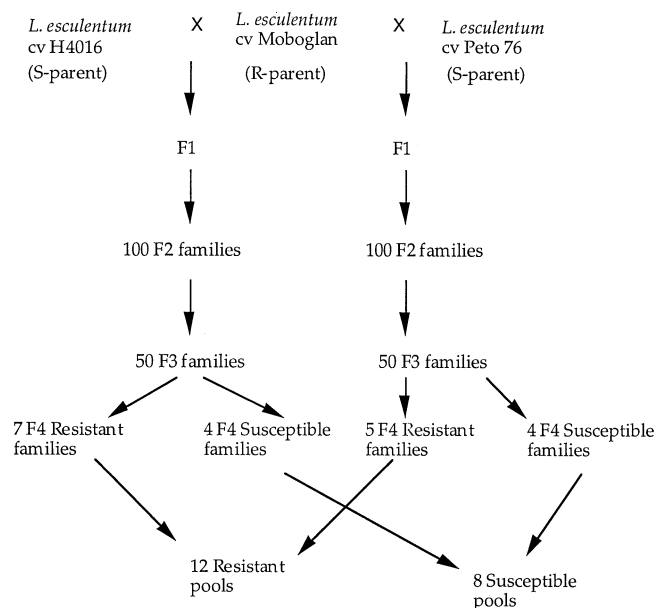 L. esculentum
cv H4016
(S-parent)
X
L. esculentum
cv Moboglan
(R-parent)
X
L. esculentum
cv Peto 76
(S-parent)
F1
F1
100 F2 families
100 F2 families
50 F3 families
50 F3 families
7 F4 Resistant
families
4 F4 Susceptible
families
5 F4 Resistant
families
4 F4 Susceptible
families
12 Resistant
pools
8 Susceptible
pools